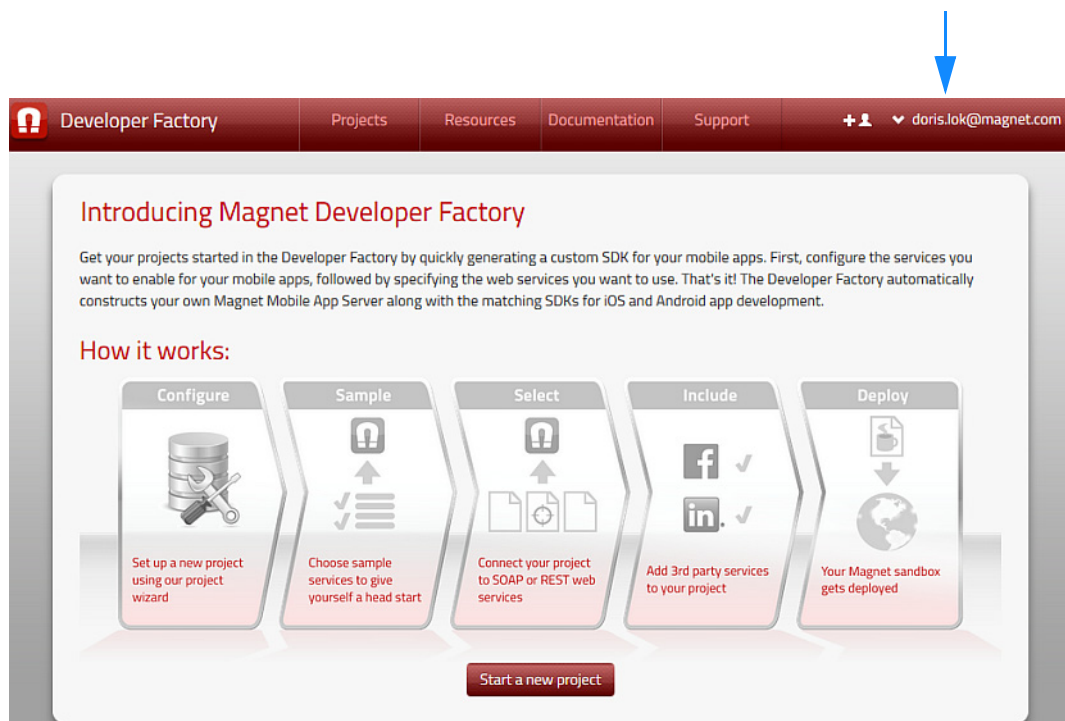 Developer Factory
Projects
Resources
Documentation
Support
doris.lok@magnet.com
Introducing Magnet Developer Factory
Get your projects started in the Developer Factory by quickly generating a custom SDK for your mobile apps. First, configure the services you
want to enable for your mobile apps, followed by specifying the web services you want to use. That's it! The Developer Factory automatically
constructs your own Magnet Mobile App Server along with the matching SDKs for iOS and Android app development.
How it works:
Configure
Set up a new project
using our project
wizard
Sample
Choose sample
services to give
yourself a head start
Select
Connect your project
to SOAP or REST web
services
Include
f
in.
Add 3rd party services
to your project
Deploy
Your Magnet sandbox
gets deployed
Start a new project